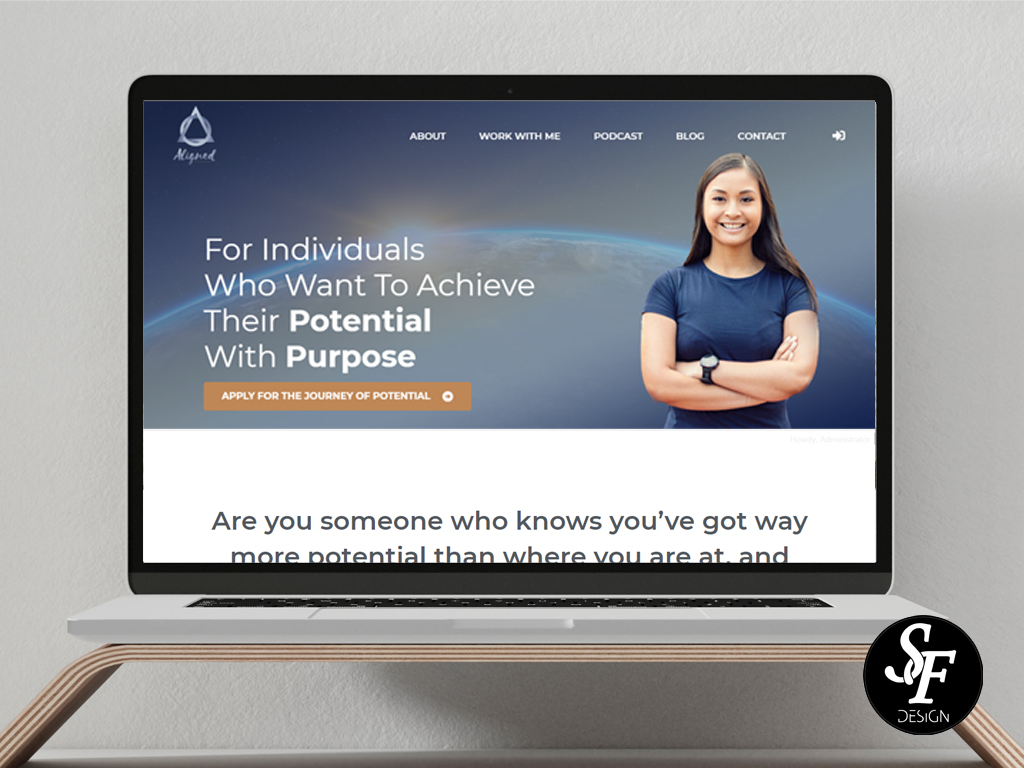 Aligned
ABOUT WORK WITH ME PODCAST BLOG CONTACT
For Individuals
Who Want To Achieve
Their Potential
With Purpose
APPLY FOR THE JOURNEY OF POTENTIAL
Howdy, Administrator
Are you someone who knows you’ve got way
more potential than where you are at, and
SF
DESIGN